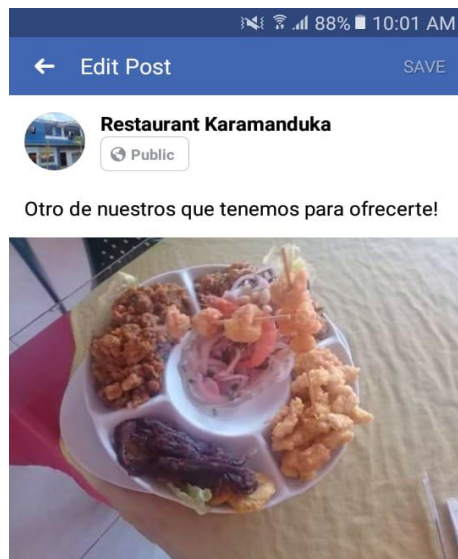 88% 10:01 AM
Edit Post SAVE
Restaurant Karamanduka
Public
Otro de nuestros que tenemos para ofrecerte!